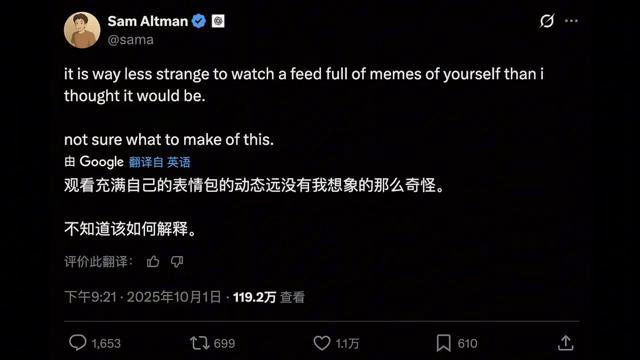 Sam Altman
@sama
it is way less strange to watch a feed full of memes of yourself than i
thought it would be.
not sure what to make of this.
由 Google 翻译自 英语
观看充满自己的表情包的动态远没有我想象的那么奇怪。
不知道该如何解释。
评价此翻译：
下午9:21 · 2025年10月1日 · 119.2万 查看
1,653 699 1.1万 610